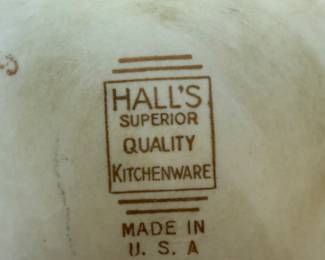 HALL'S
SUPERIOR
QUALITY
KITCHENWARE
MADE IN
U. S. A